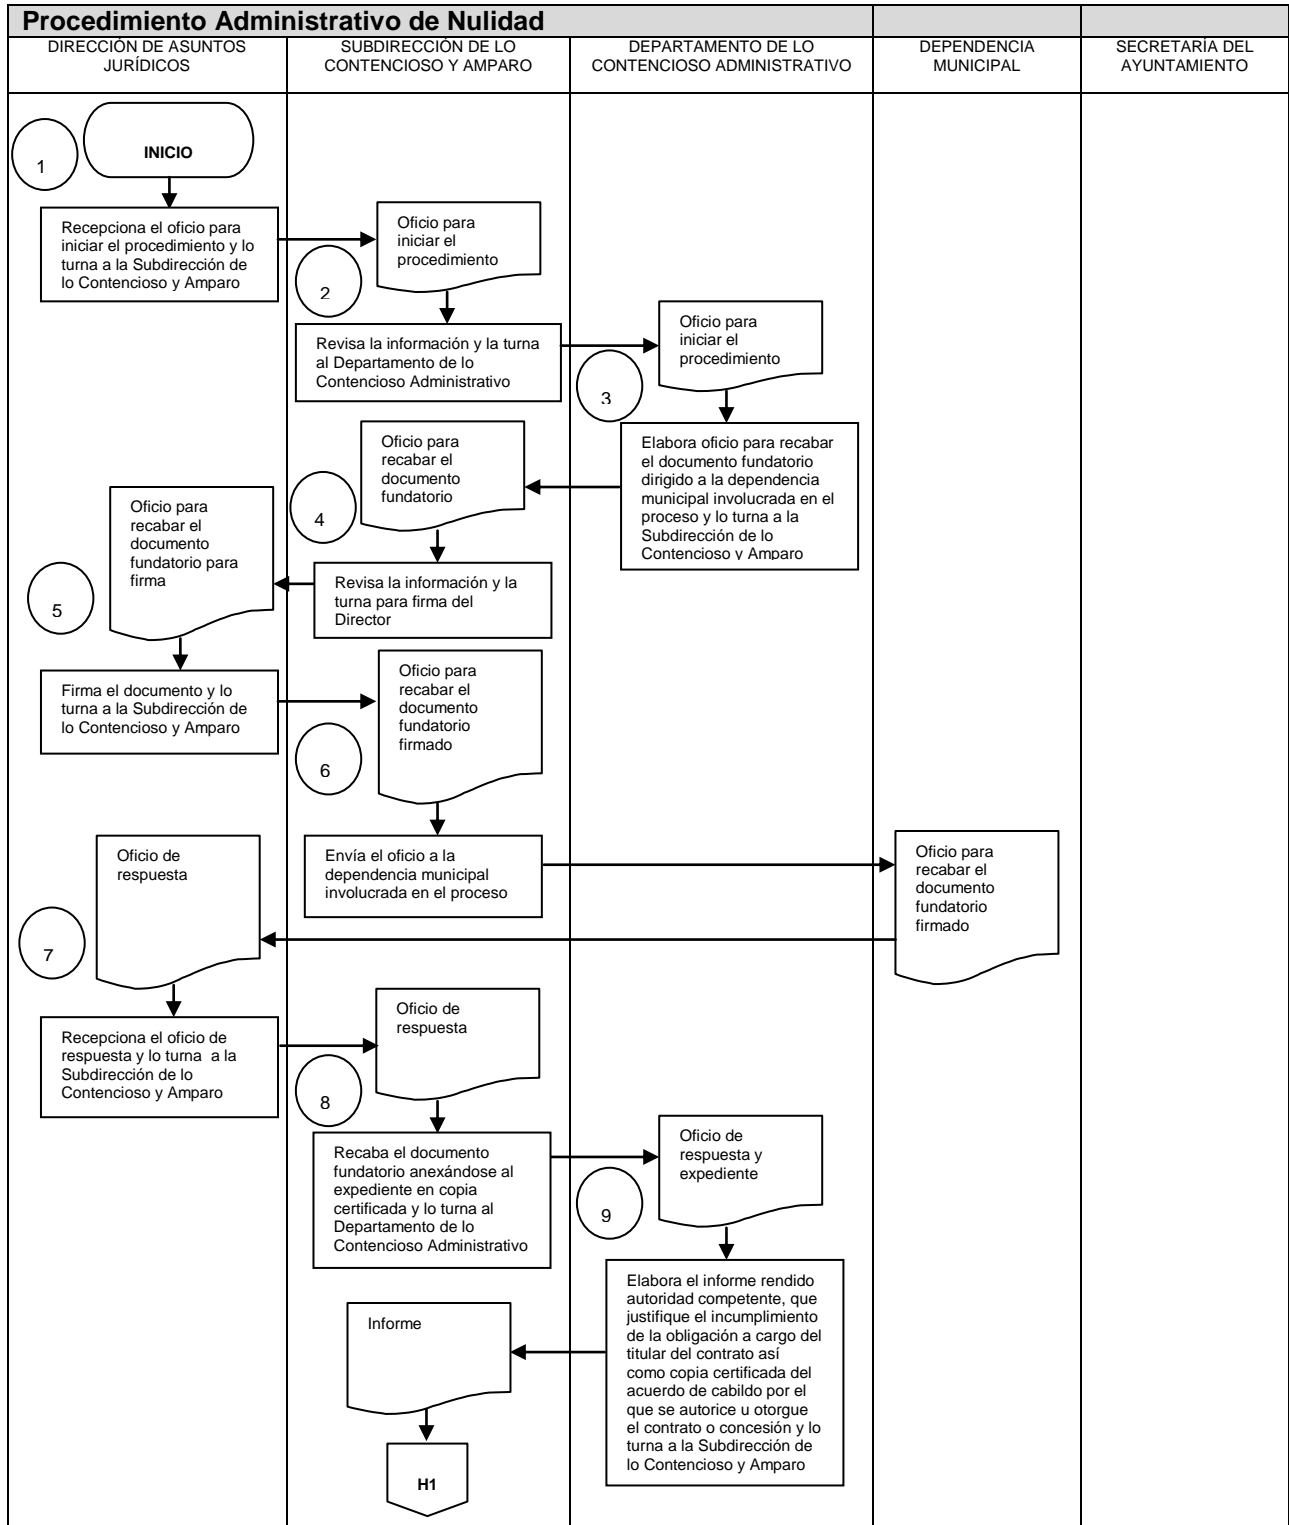 Procedimiento Administrativo de Nulidad
DIRECCIÓN DE ASUNTOS
JURÍDICOS
SUBDIRECCIÓN DE LO
CONTENCIOSO Y AMPARO
DEPARTAMENTO DE LO
CONTENCIOSO ADMINISTRATIVO
DEPENDENCIA
MUNICIPAL
SECRETARÍA DEL
AYUNTAMIENTO
1
INICIO
Recepciona el oficio para
iniciar el procedimiento y lo
turna a la Subdirección de
lo Contencioso y Amparo
Oficio para
iniciar el
procedimiento
2
Revisa la información y la turna
al Departamento de lo
Contencioso Administrativo
Oficio para
iniciar el
procedimiento
3
Elabora oficio para recabar
el documento fundatorio
dirigido a la dependencia
municipal involucrada en el
proceso y lo turna a la
Subdirección de lo
Contencioso y Amparo
Oficio para
recabar el
documento
fundatorio
4
Revisa la información y la
turna para firma del
Director
Oficio para
recabar el
documento
fundatorio para
firma
5
Firma el documento y lo
turna a la Subdirección de
lo Contencioso y Amparo
Oficio para
recabar el
documento
fundatorio
firmado
6
Envía el oficio a la
dependencia municipal
involucrada en el proceso
Oficio para
recabar el
documento
fundatorio
firmado
Oficio de
respuesta
7
Recepciona el oficio de
respuesta y lo turna a la
Subdirección de lo
Contencioso y Amparo
Oficio de
respuesta
8
Recaba el documento
fundatorio anexándose al
expediente en copia
certificada y lo turna al
Departamento de lo
Contencioso Administrativo
Oficio de
respuesta y
expediente
9
Elabora el informe rendido
autoridad competente, que
justifique el incumplimiento
de la obligación a cargo del
titular del contrato así
como copia certificada del
acuerdo de cabildo por el
que se autorice u otorgue
el contrato o concesión y lo
turna a la Subdirección de
lo Contencioso y Amparo
Informe
H1